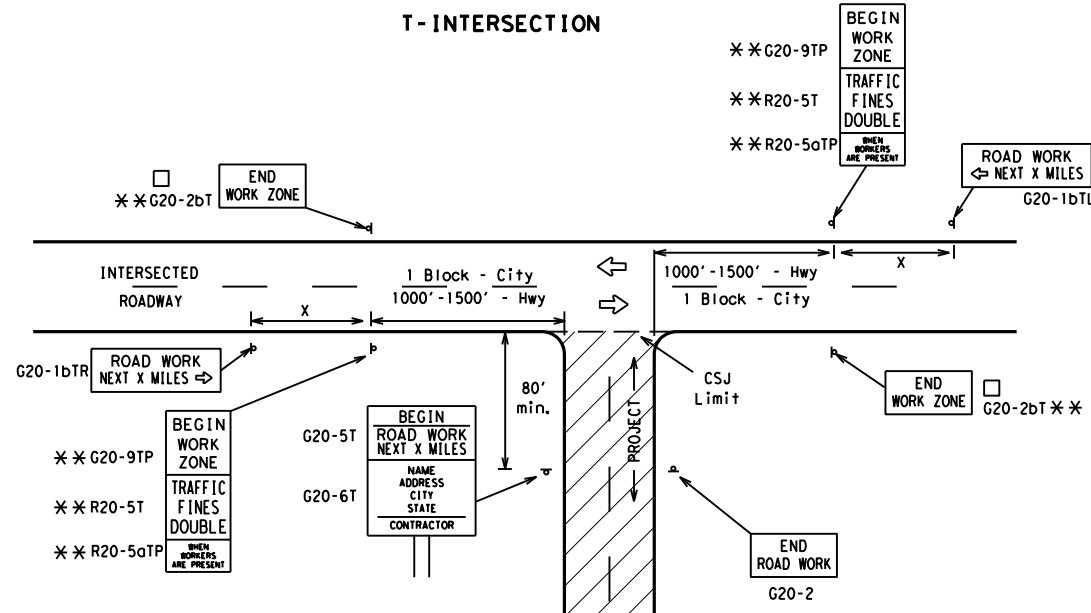 T-INTERSECTION
BEGIN
WORK
ZONE
TRAFFIC
FINES
DOUBLE
WHEN
WORKERS
ARE PRESENT
**G20-9TP
**R20-5T
**R20-5aTP
ROAD WORK
⇦ NEXT X MILES
G20-1bTL
□
**G20-2bT
END
WORK ZONE
INTERSECTED
ROADWAY
1 Block - City
1000'-1500' - Hwy
1000'-1500' - Hwy
1 Block - City
X
X
G20-1bTR
ROAD WORK
NEXT X MILES ⇨
80'
min.
CSJ
Limit
PROJECT
END
WORK ZONE
□
G20-2bT **
**G20-9TP
**R20-5T
**R20-5aTP
BEGIN
WORK
ZONE
TRAFFIC
FINES
DOUBLE
WHEN
WORKERS
ARE PRESENT
G20-5T
G20-6T
BEGIN
ROAD WORK
NEXT X MILES
NAME
ADDRESS
CITY
STATE
CONTRACTOR
END
ROAD WORK
G20-2